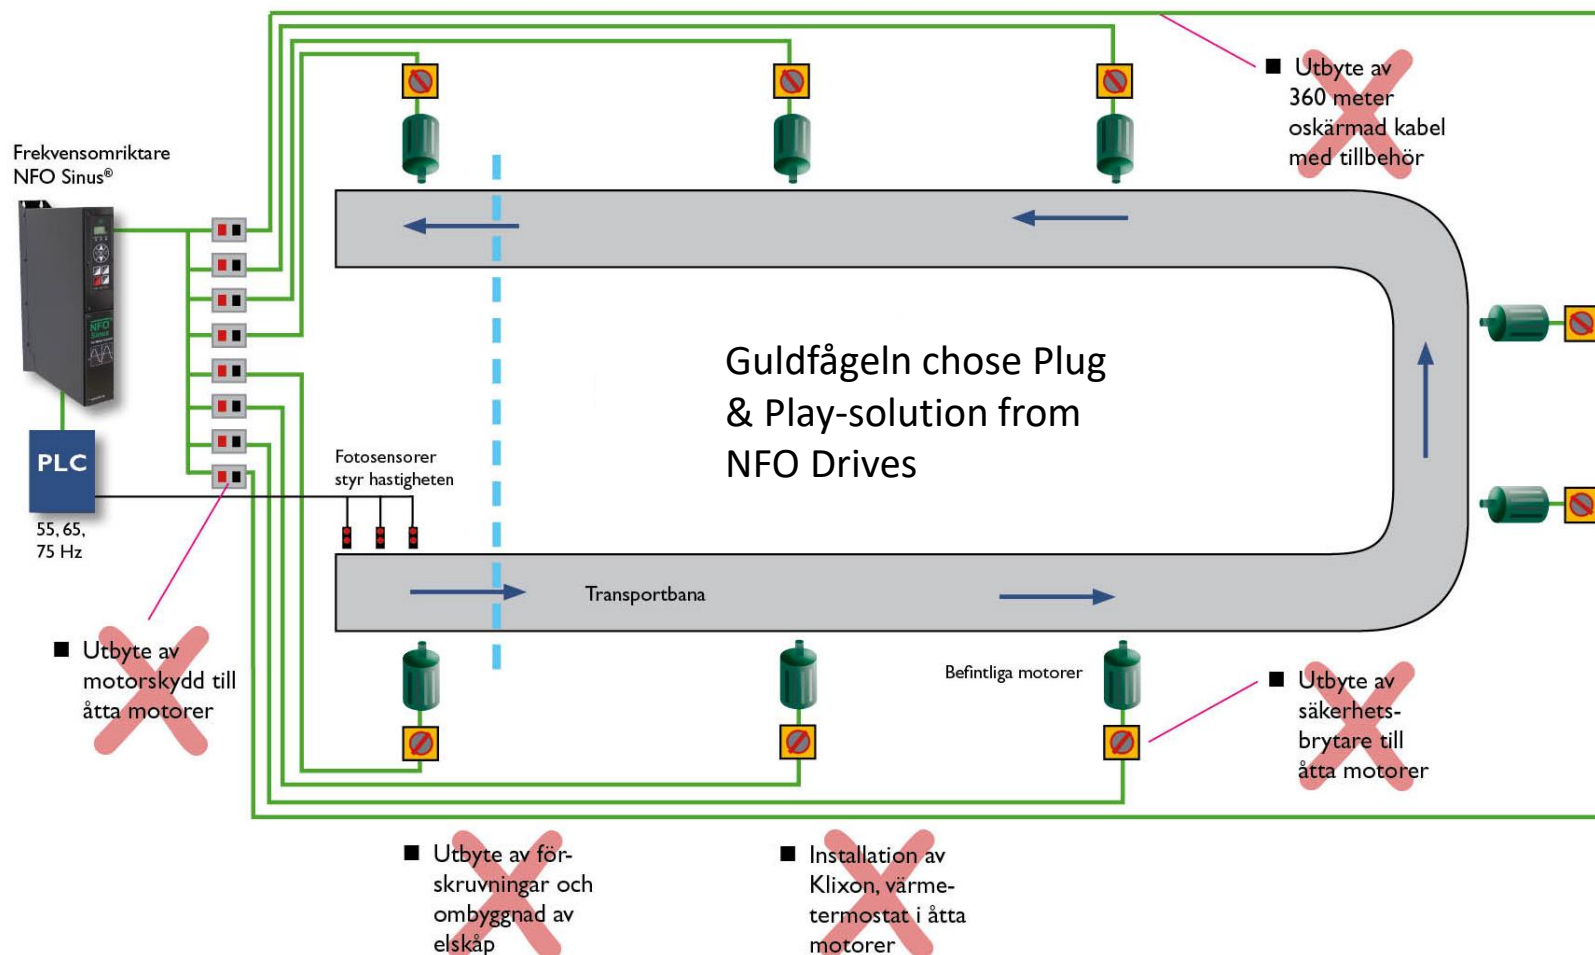 Utbyte av
360 meter
oskärmad kabel
med tillbehör
Frekvensomriktare
NFO Sinus®
NFO
Sinus
Guldfågeln chose Plug
& Play-solution from
NFO Drives
PLC
55, 65,
75 Hz
Fotosensorer
styr hastigheten
Transportbana
Utbyte av
motorskydd till
åtta motorer
Befintliga motorer
Utbyte av
säkerhets-
brytare till
åtta motorer
Utbyte av för-
skruvningar och
ombyggnad av
elskåp
Installation av
Klixon, värme-
termostat i åtta
motorer